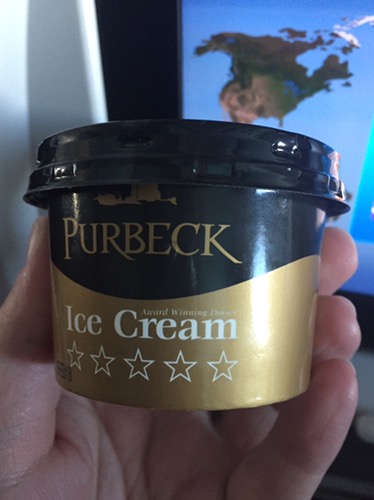 PURBECK
Award Winning Dorset
Ice Cream